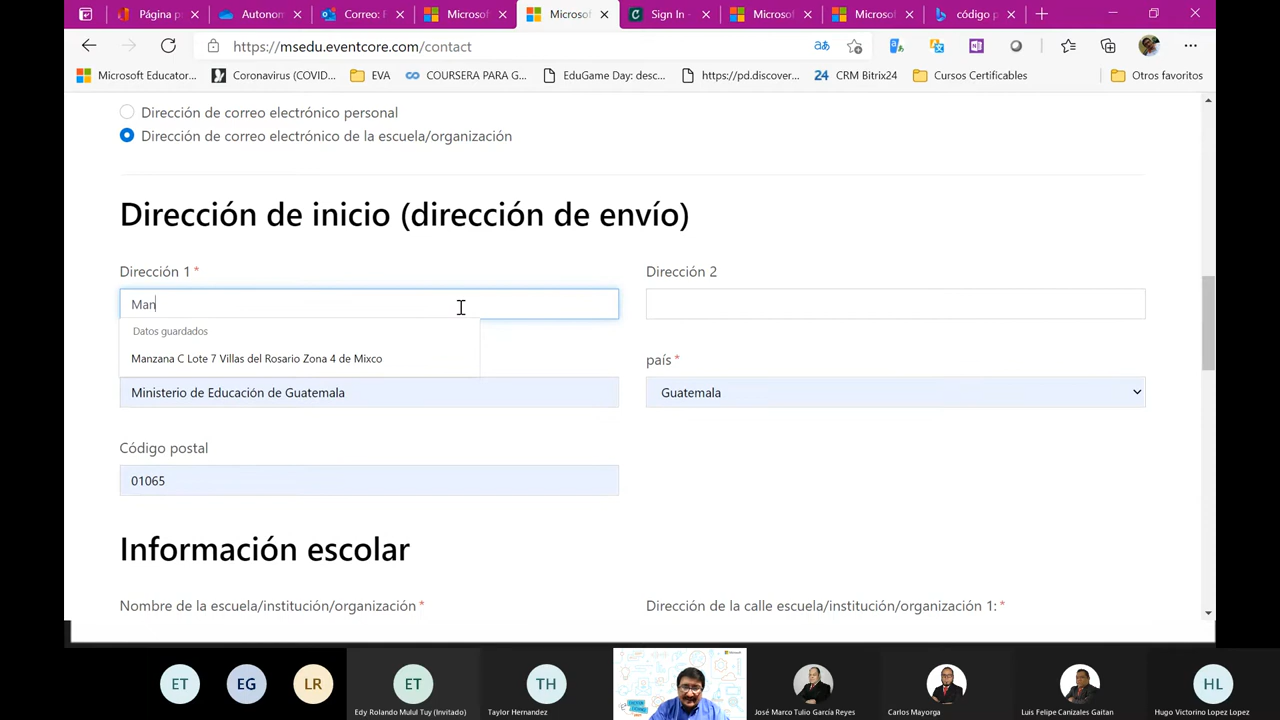 Página p
Autonom
Correo: F
Microsof
Microsof
Sign In -
Microsof
Microsof
código p
https://msedu.eventcore.com/contact
Microsoft Educator...
Coronavirus (COVID...
EVA
COURSERA PARA G...
EduGame Day: desc...
https://pd.discover...
24 CRM Bitrix24
Cursos Certificables
Otros favoritos
Dirección de correo electrónico personal
Dirección de correo electrónico de la escuela/organización
Dirección de inicio (dirección de envío)
Dirección 1 *
Dirección 2
Man
Datos guardados
Manzana C Lote 7 Villas del Rosario Zona 4 de Mixco
país *
Ministerio de Educación de Guatemala
Guatemala
Código postal
01065
Información escolar
Nombre de la escuela/institución/organización *
Dirección de la calle escuela/institución/organización 1: *
ET
EG
LR
ET
TH
HL
Edy Rolando Mulul Tuy (Invitado)
Taylor Hernandez
José Marco Tulio García Reyes
Carlos Mayorga
Luis Felipe Canizales Gaitan
Hugo Victorino Lopez Lopez